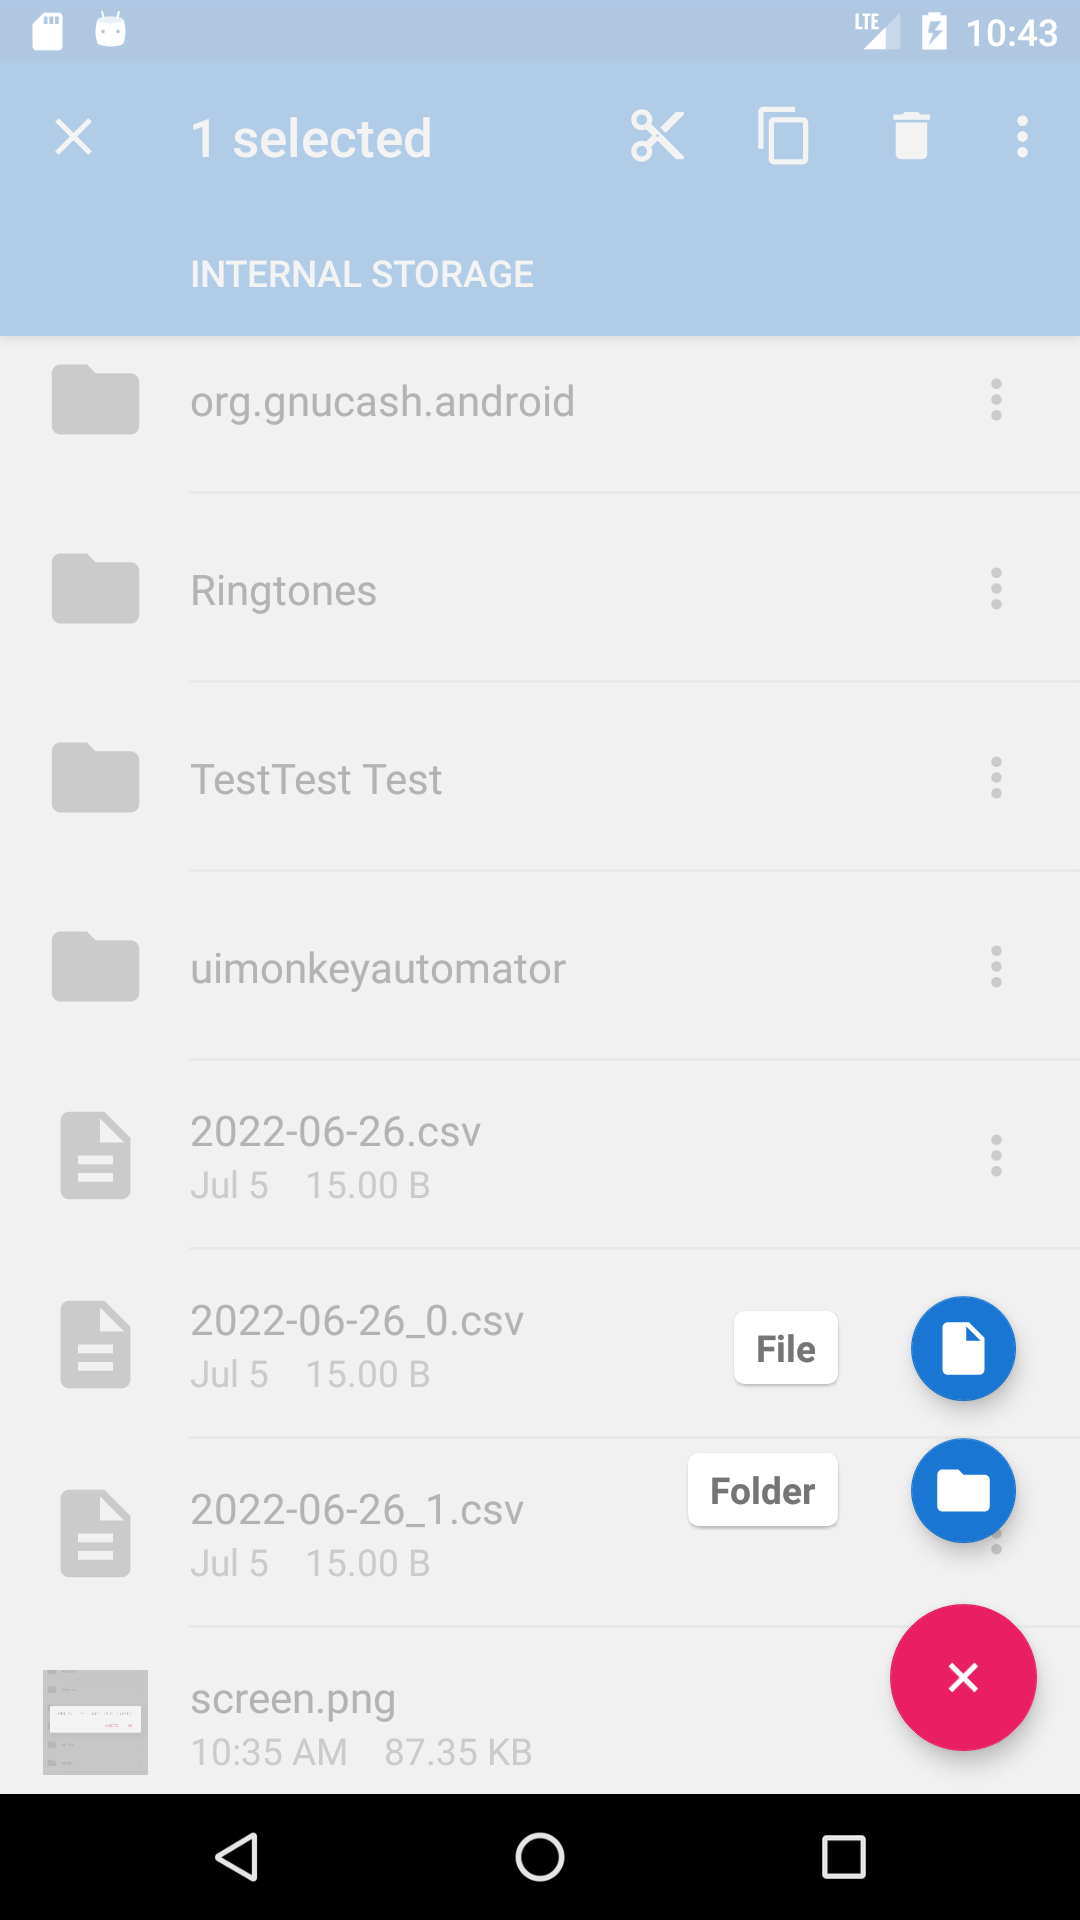 LTE 10:43
1 selected
INTERNAL STORAGE
org.gnucash.android
Ringtones
TestTest Test
uimonkeyautomator
2022-06-26.csv
Jul 5 15.00 B
2022-06-26_0.csv
Jul 5 15.00 B
File
Folder
2022-06-26_1.csv
Jul 5 15.00 B
screen.png
10:35 AM 87.35 KB